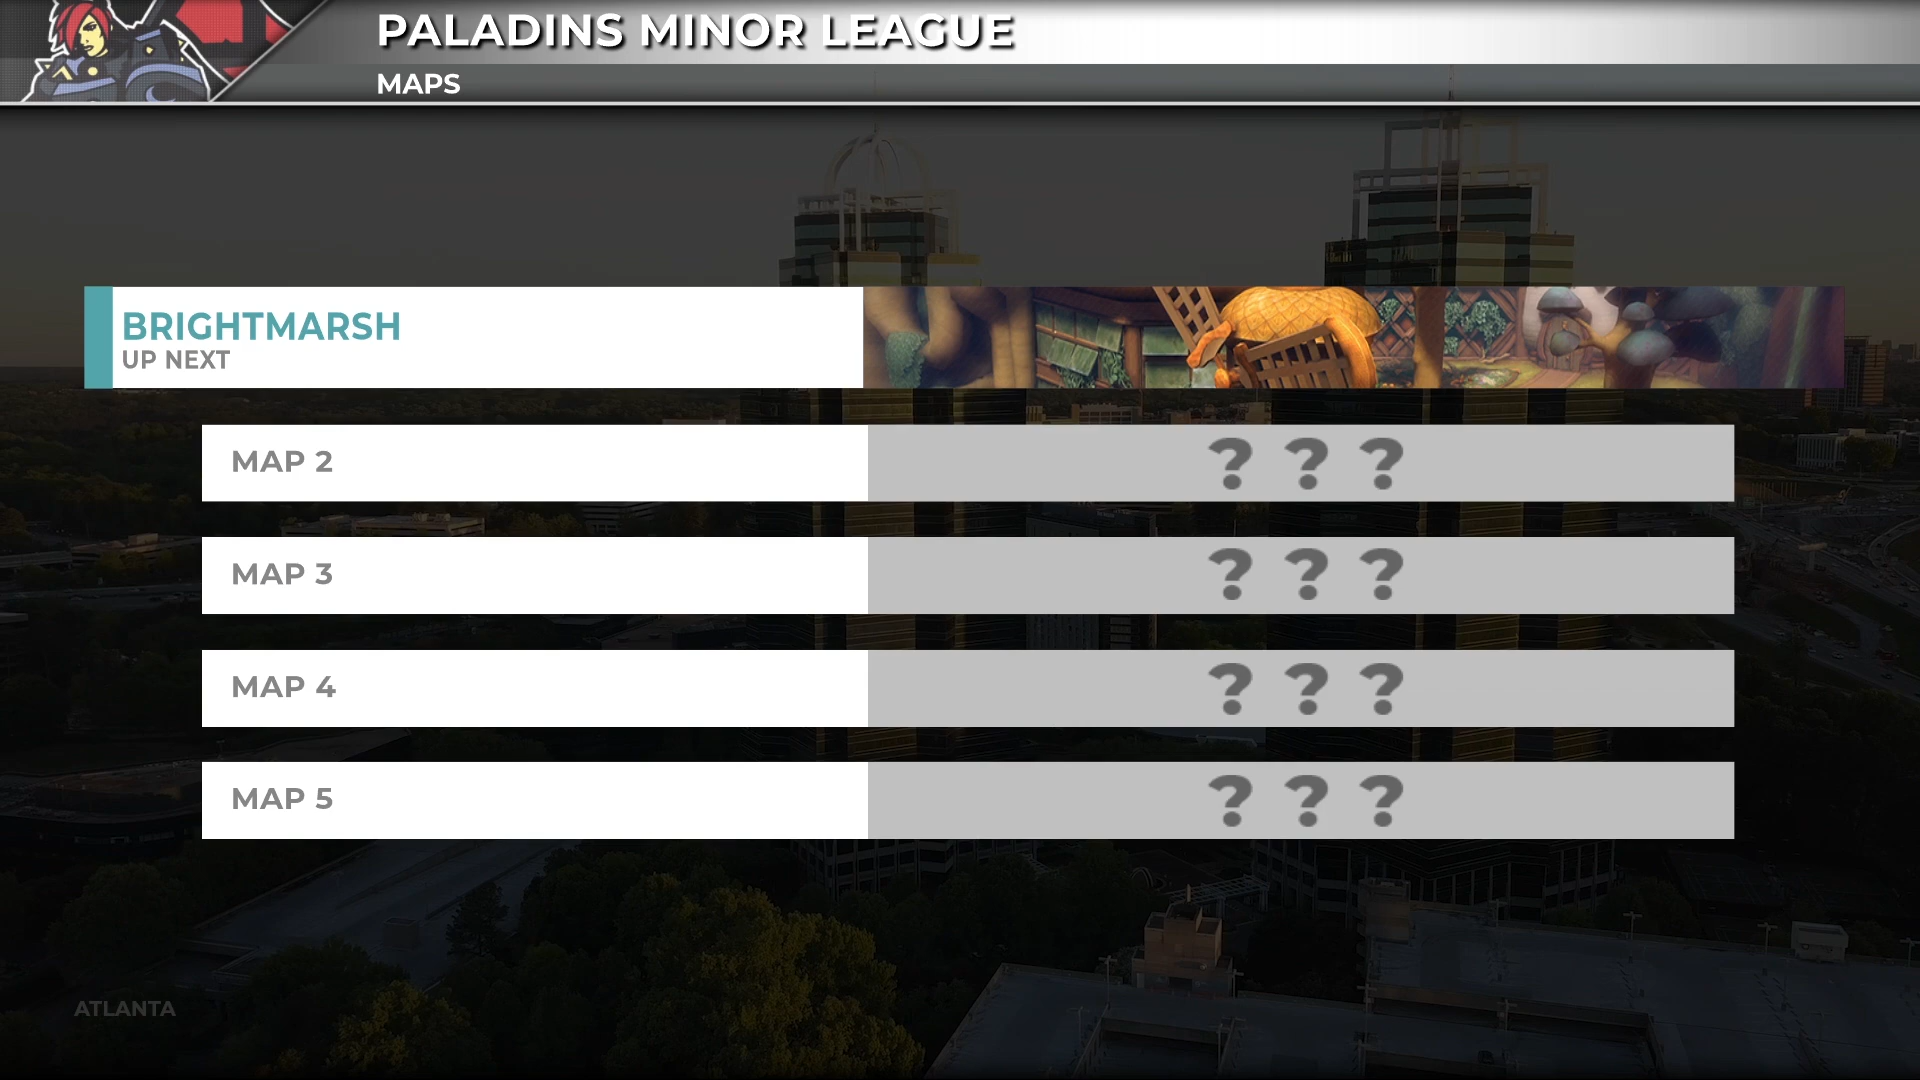 PALADINS MINOR LEAGUE
MAPS
BRIGHTMARSH
UP NEXT
MAP 2
? ? ?
MAP 3
? ? ?
MAP 4
? ? ?
MAP 5
? ? ?
ATLANTA